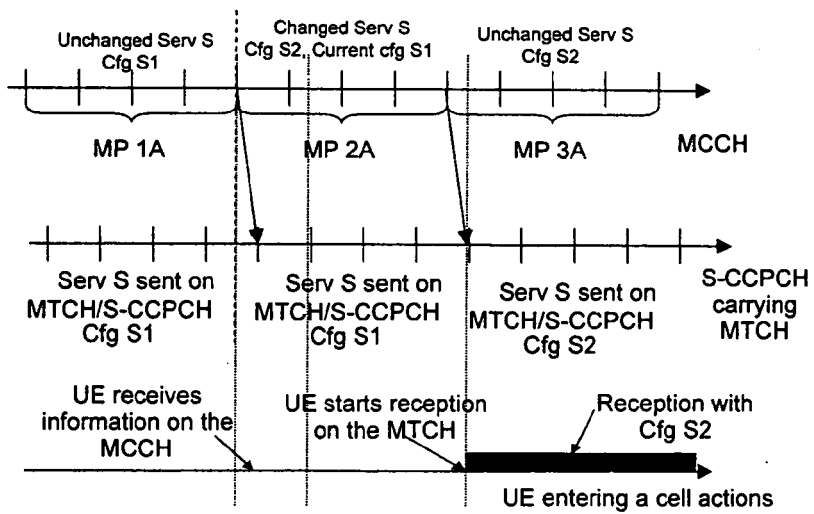 Unchanged Serv S
Cfg S1
Changed Serv S
Cfg S2, Current cfg S1
Unchanged Serv S
Cfg S2
MP 1A
MP 2A
MP 3A
MCCH
Serv S sent on
MTCH/S-CCPCH
Cfg S1
Serv S sent on
MTCH/S-CCPCH
Cfg S1
Serv S sent on
MTCH/S-CCPCH
Cfg S2
S-CCPCH
carrying
MTCH
UE receives
information on the
MCCH
UE starts reception
on the MTCH
Reception with
Cfg S2
UE entering a cell actions